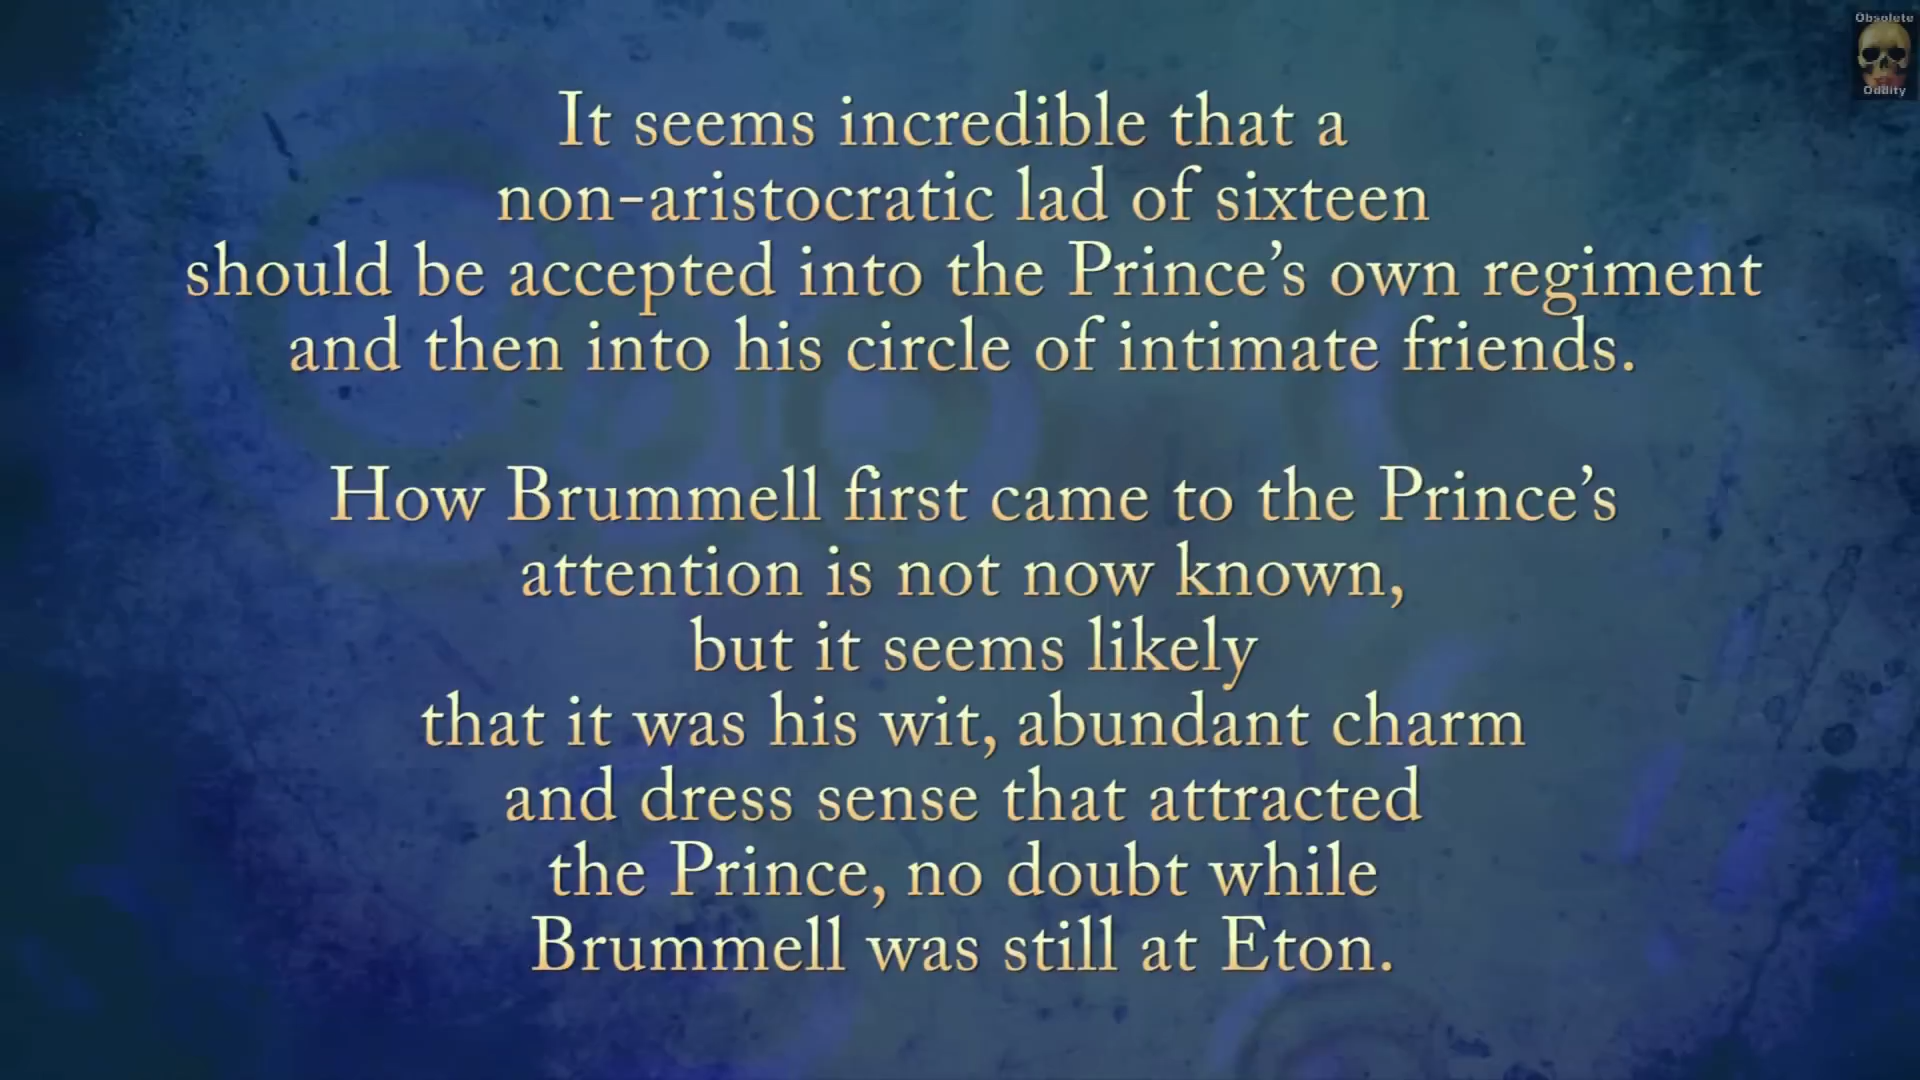 Obsolete
Oddity
It seems incredible that a
non-aristocratic lad of sixteen
should be accepted into the Prince’s own regiment
and then into his circle of intimate friends.
How Brummell first came to the Prince’s
attention is not now known,
but it seems likely
that it was his wit, abundant charm
and dress sense that attracted
the Prince, no doubt while
Brummell was still at Eton.